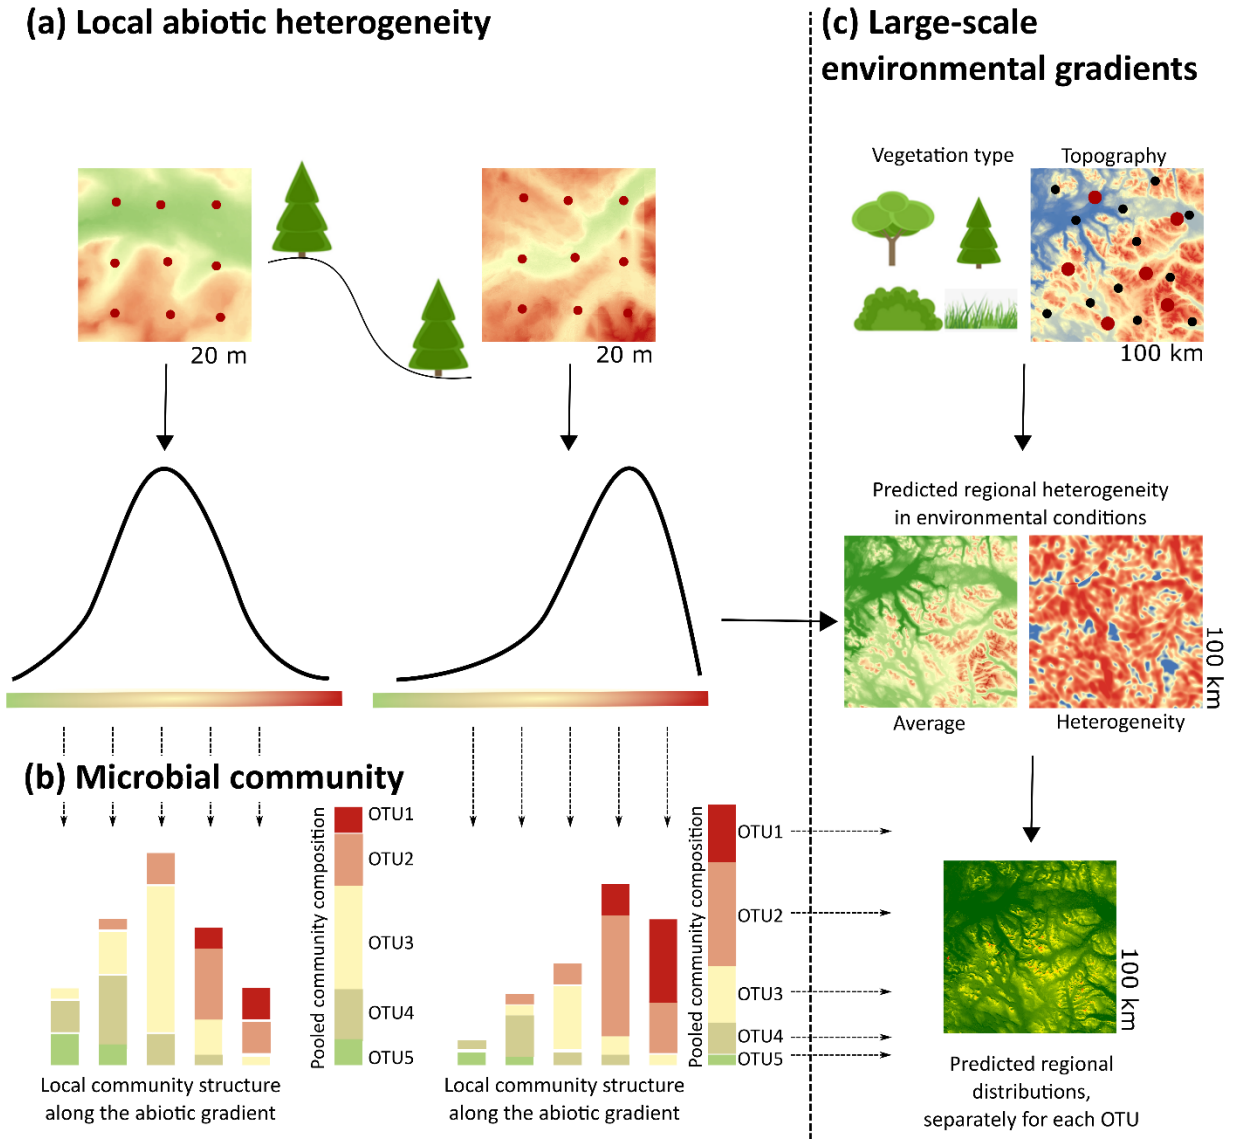 (a) Local abiotic heterogeneity
20 m
20 m
(b) Microbial community
Pooled community composition
OTU1
OTU2
OTU3
OTU4
OTU5
Local community structure
along the abiotic gradient
Pooled community composition
OTU1
OTU2
OTU3
OTU4
OTU5
Local community structure
along the abiotic gradient
(c) Large-scale
environmental gradients
Vegetation type
Topography
100 km
Predicted regional heterogeneity
in environmental conditions
100 km
Average
Heterogeneity
100 km
Predicted regional
distributions,
separately for each OTU